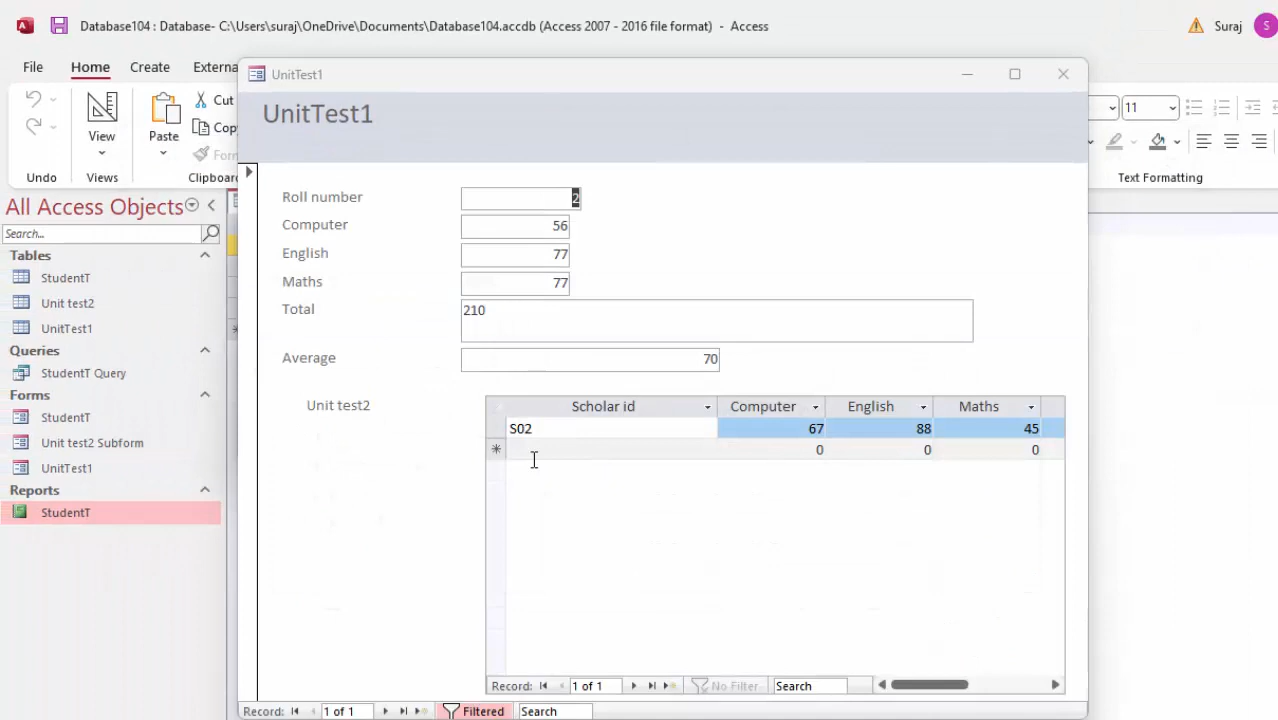 Database104 : Database- C:\Users\suraj\OneDrive\Documents\Database104.accdb (Access 2007 - 2016 file format) - Access
Suraj
S
File
Home
Create
Externa
UnitTest1
View
Paste
Cut
Copy
Form
11
Undo
Views
Clipboard
Text Formatting
All Access Objects
Search...
Tables
StudentT
Unit test2
UnitTest1
Queries
StudentT Query
Forms
StudentT
Unit test2 Subform
UnitTest1
Reports
StudentT
UnitTest1
Roll number 2
Computer 56
English 77
Maths 77
Total 210
Average 70
Unit test2
Scholar id Computer English Maths
S02 67 88 45
* 0 0 0
Record: 1 of 1 No Filter Search
Record: 1 of 1 Filtered Search